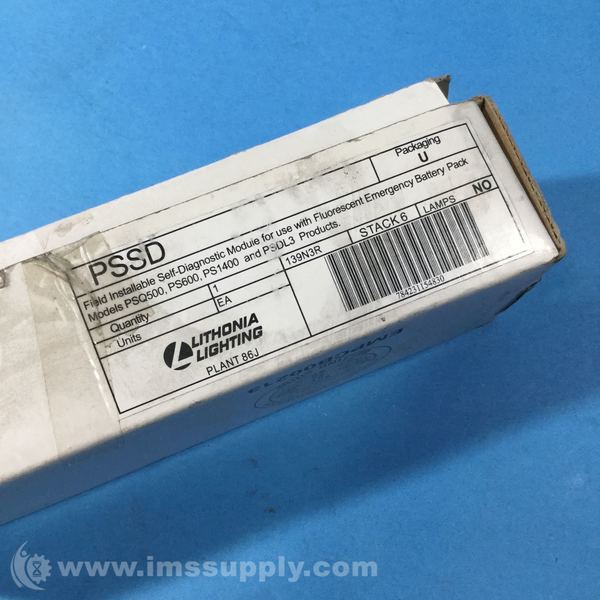 PSSD
Packaging
U
Field Installable Self-Diagnostic Module for use with Fluorescent Emergency Battery Pack
Models PSQ500, PS600, PS1400 and PSDL3 Products.
Quantity 1
Units EA
139N3R
STACK 6
LAMPS NO
784231154830
LITHONIA
LIGHTING
PLANT 86J
www.imssupply.com